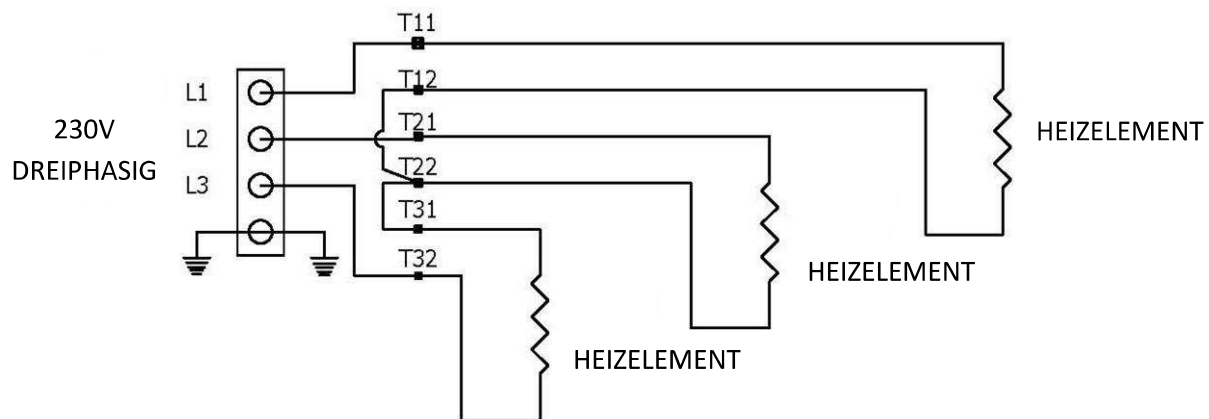 230V
DREIPHASIG
L1
L2
L3
T11
T12
T21
T22
T31
T32
HEIZELEMENT
HEIZELEMENT
HEIZELEMENT